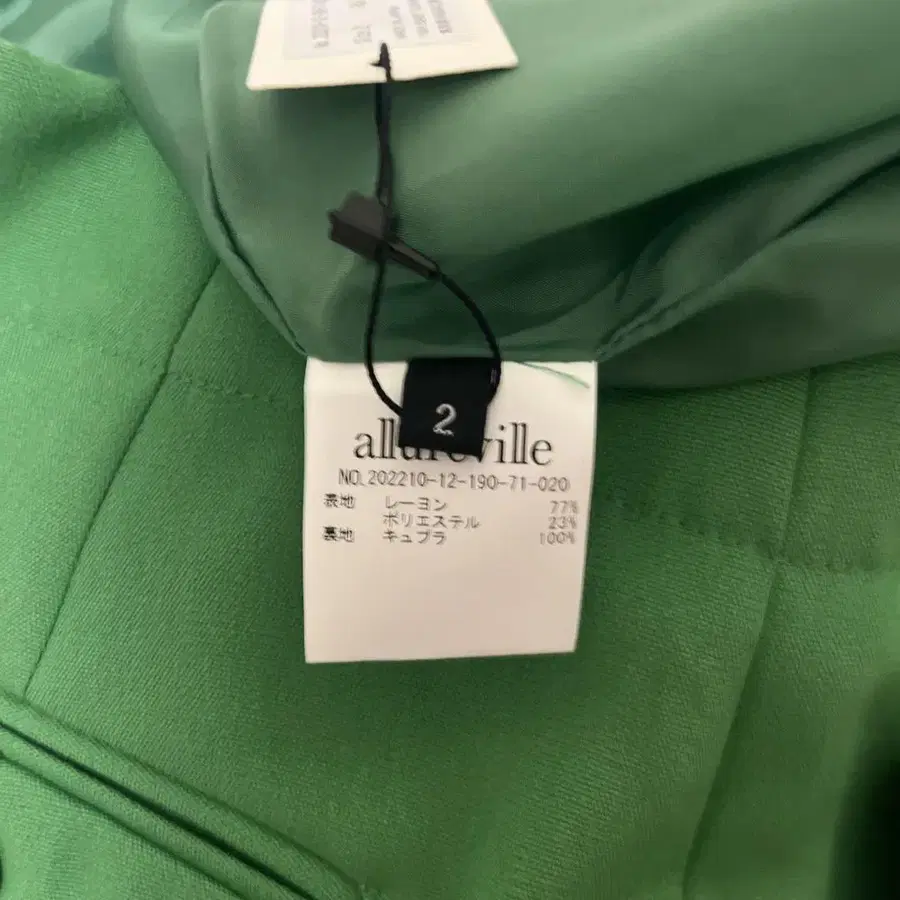 2
allureville
NO.202210-12-190-71-020
表地 レーヨン 77%
ポリエステル 23%
裏地 キュプラ 100%